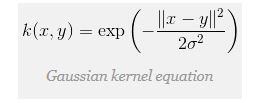 k(x, y) = exp ( − ||x − y||² / 2σ² )
Gaussian kernel equation